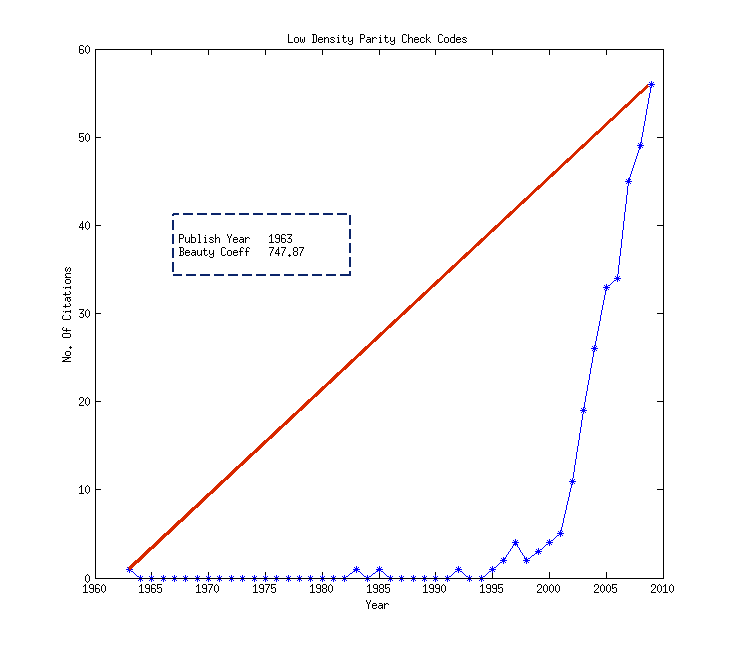 Low Density Parity Check Codes
60
50
40
30
20
10
0
No. Of Citations
Publish Year 1963
Beauty Coeff 747.87
1960 1965 1970 1975 1980 1985 1990 1995 2000 2005 2010
Year